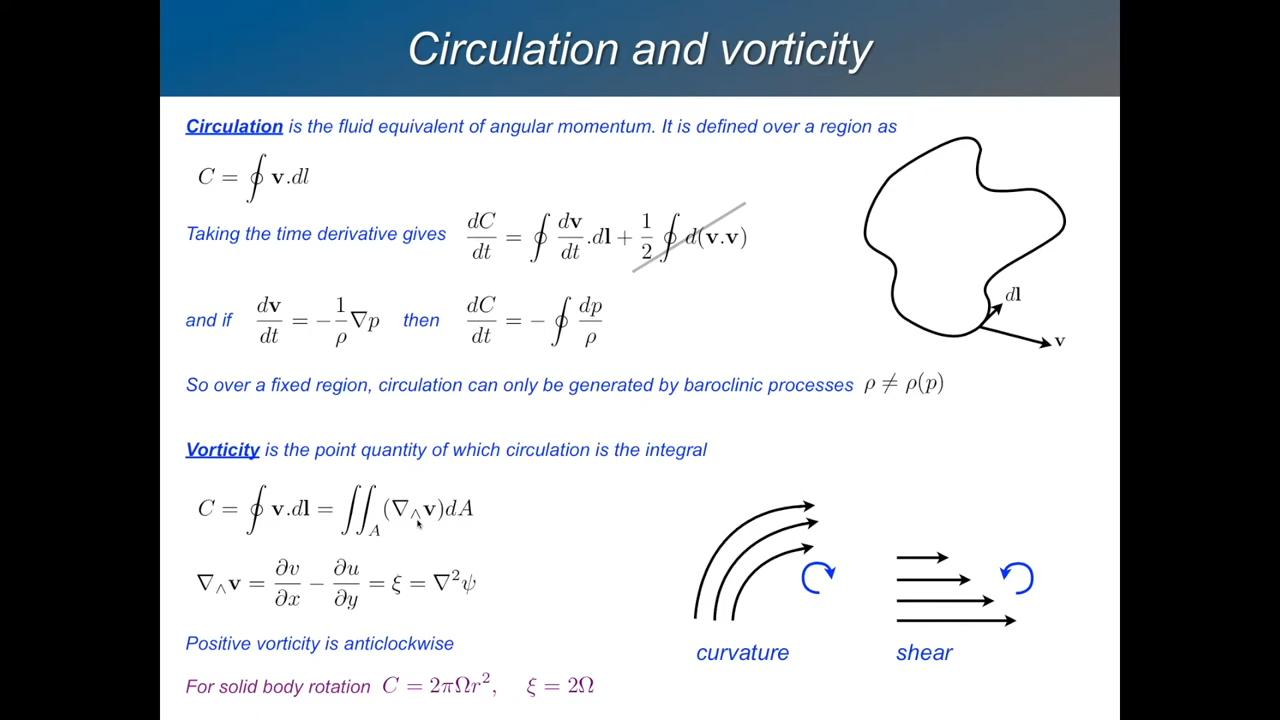 Circulation and vorticity
Circulation is the fluid equivalent of angular momentum. It is defined over a region as
C = ∮ v.dl
Taking the time derivative gives dC/dt = ∮ dv/dt .dl + 1/2 ∮ d(v.v)
and if dv/dt = −1/ρ ∇p then dC/dt = −∮ dp/ρ
dl
v
So over a fixed region, circulation can only be generated by baroclinic processes ρ ≠ ρ(p)
Vorticity is the point quantity of which circulation is the integral
C = ∮ v.dl = ∬_A (∇∧v)dA
∇∧v = ∂v/∂x − ∂u/∂y = ξ = ∇²ψ
Positive vorticity is anticlockwise
curvature
shear
For solid body rotation C = 2πΩr², ξ = 2Ω